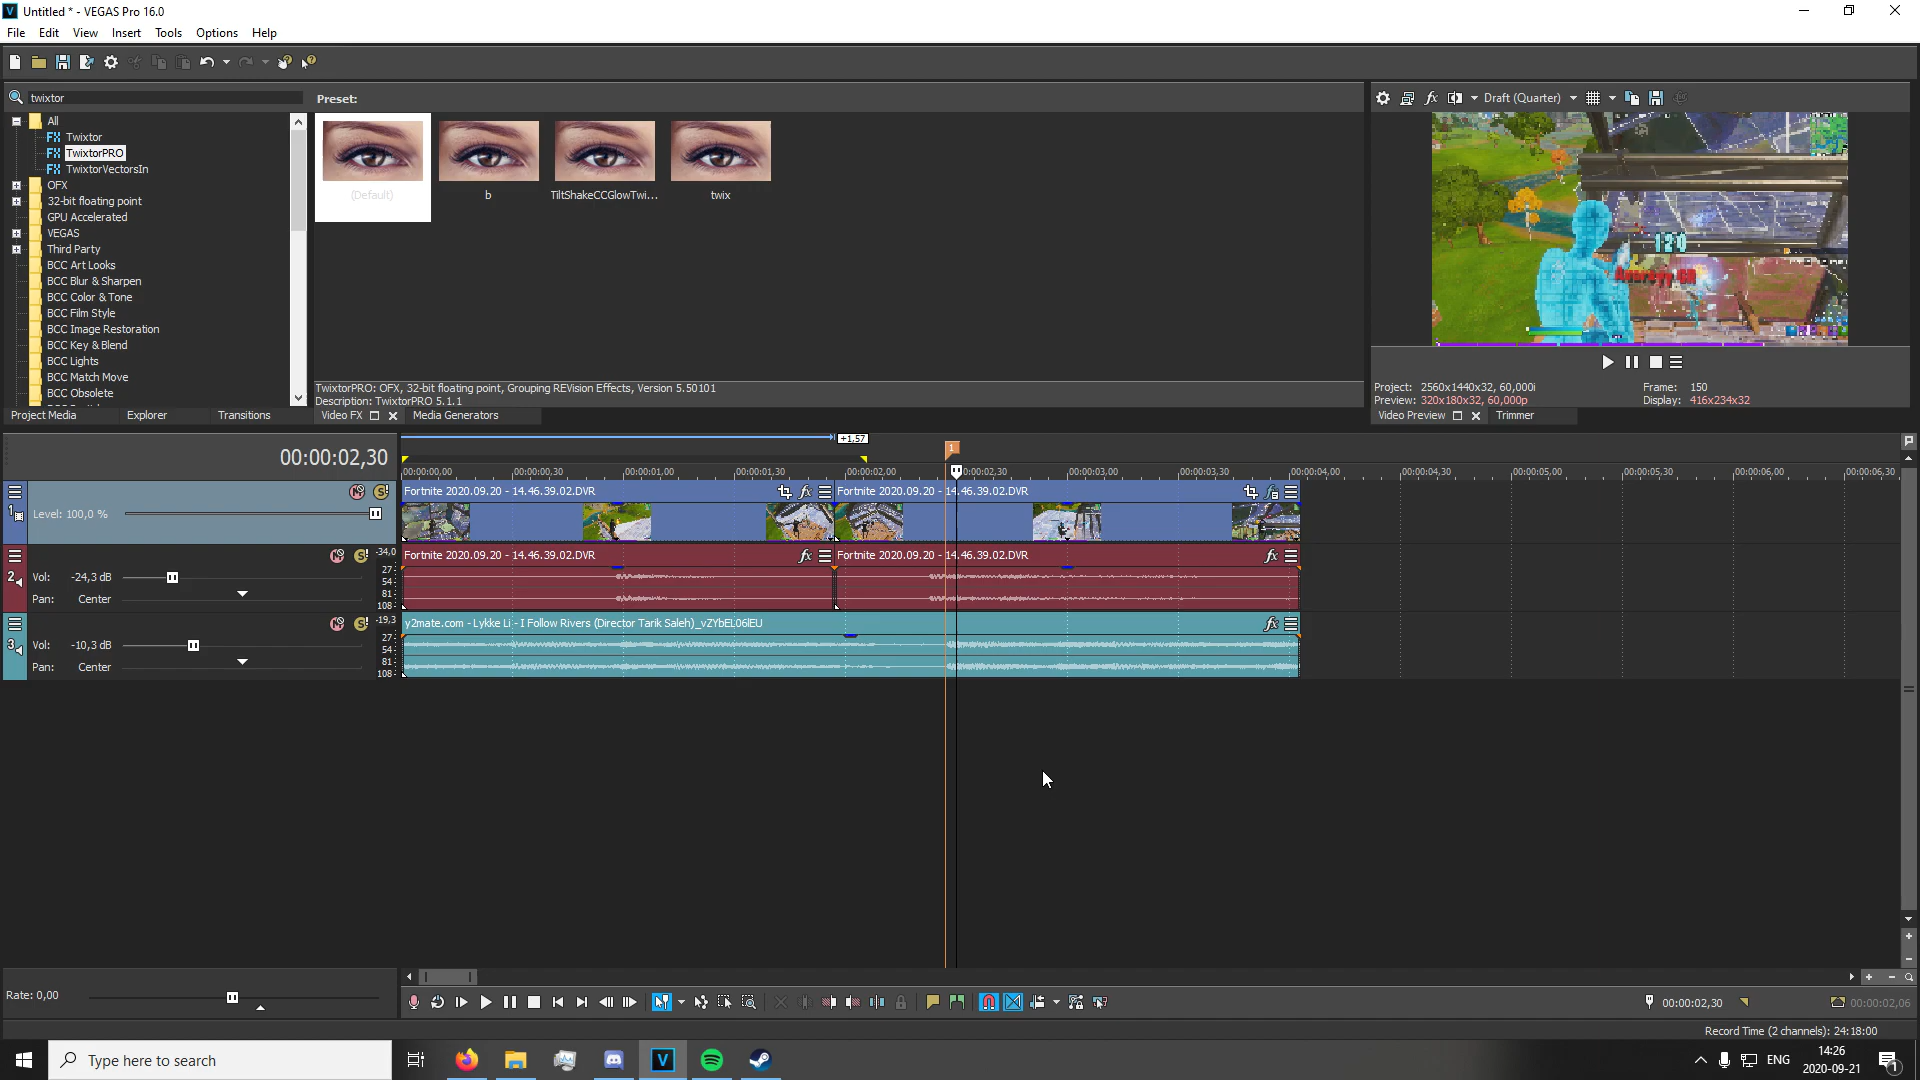 Untitled * - VEGAS Pro 16.0
File Edit View Insert Tools Options Help
twixtor
Preset:
Draft (Quarter)
All
Twixtor
TwixtorPRO
TwixtorVectorsIn
OFX
32-bit floating point
GPU Accelerated
VEGAS
Third Party
BCC Art Looks
BCC Blur & Sharpen
BCC Color & Tone
BCC Film Style
BCC Image Restoration
BCC Key & Blend
BCC Lights
BCC Match Move
BCC Obsolete
(Default)
b
TiltShakeCCGlowTwi...
twix
120
TwixtorPRO: OFX, 32-bit floating point, Grouping REVision Effects, Version 5.50101
Description: TwixtorPRO 5.1.1
Project: 2560x1440x32, 60,000i
Frame: 150
Preview: 320x180x32, 60,000p
Display: 416x234x32
Project Media Explorer Transitions Video FX Media Generators
Video Preview Trimmer
00:00:02,30
+1,57
1
00:00:00,00 00:00:00,30 00:00:01,00 00:00:01,30 00:00:02,00 00:00:02,30 00:00:03,00 00:00:03,30 00:00:04,00 00:00:04,30 00:00:05,00 00:00:05,30 00:00:06,00 00:00:06,30
1
Level: 100,0 %
Fortnite 2020.09.20 - 14.46.39.02.DVR
Fortnite 2020.09.20 - 14.46.39.02.DVR
2
Vol: -24,3 dB
Pan: Center
-34,0
27
54
81
108
Fortnite 2020.09.20 - 14.46.39.02.DVR
Fortnite 2020.09.20 - 14.46.39.02.DVR
3
Vol: -10,3 dB
Pan: Center
-19,3
27
54
81
108
y2mate.com - Lykke Li - I Follow Rivers (Director Tarik Saleh)_vZYbEL06lEU
Rate: 0,00
00:00:02,30
00:00:02,06
Record Time (2 channels): 24:18:00
Type here to search
ENG
14:26
2020-09-21
1